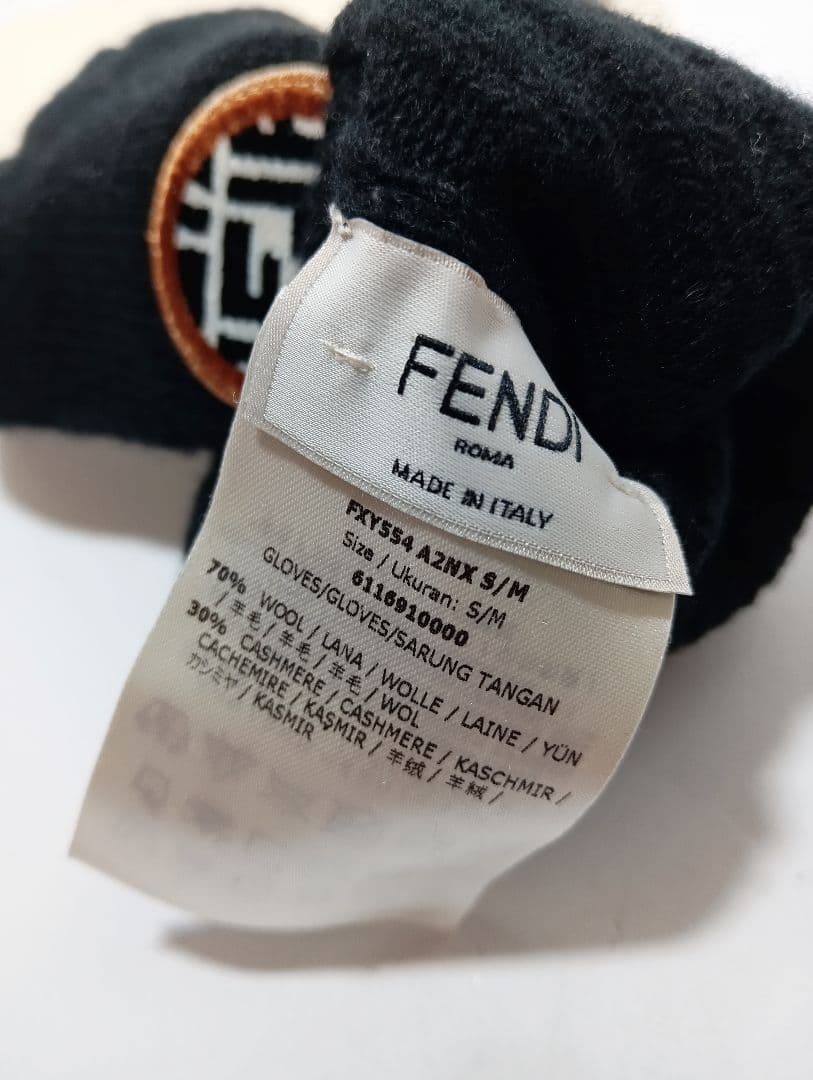 FENDI
ROMA
MADE IN ITALY
FXY554 A2NX S/M
Size / Ukuran: S/M
6116910000
GLOVES/GLOVES/SARUNG TANGAN
70% WOOL / LANA / WOLLE / LAINE / YÜN
/ 羊毛 / 羊毛 / 羊毛 / WOL
30% CASHMERE / CASHMERE / KASCHMIR /
CACHEMIRE / KAŞMIR / 羊绒 / 羊絨 /
カシミヤ / KASMIR